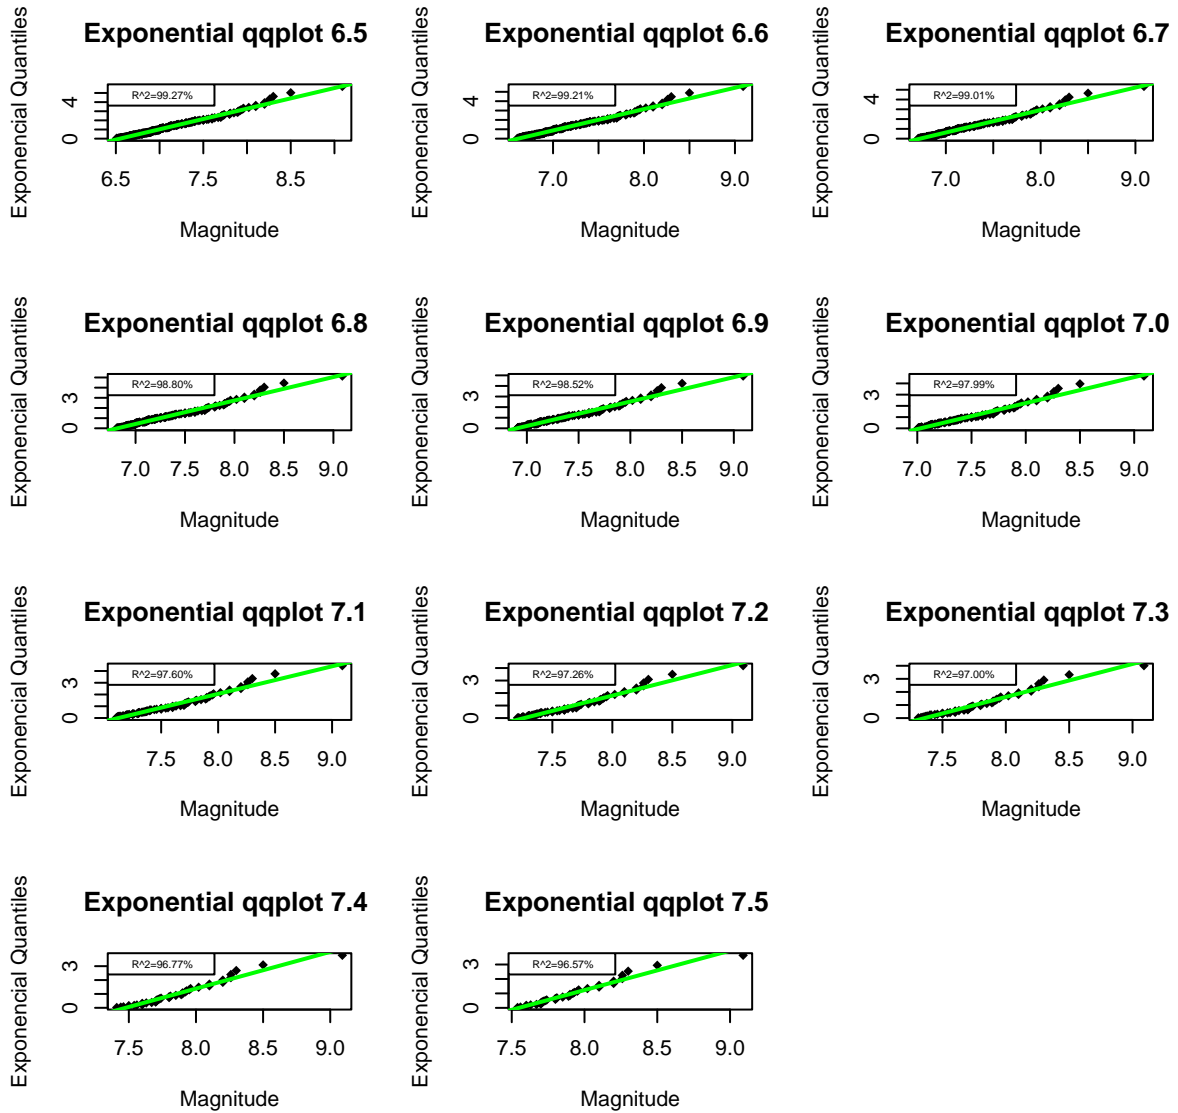 Exponential qqplot 6.5
Exponencial Quantiles
R^2=99.27%
0 4
6.5 7.5 8.5
Magnitude
Exponential qqplot 6.6
Exponencial Quantiles
R^2=99.21%
0 4
7.0 8.0 9.0
Magnitude
Exponential qqplot 6.7
Exponencial Quantiles
R^2=99.01%
0 4
7.0 8.0 9.0
Magnitude
Exponential qqplot 6.8
Exponencial Quantiles
R^2=98.80%
0 3
7.0 7.5 8.0 8.5 9.0
Magnitude
Exponential qqplot 6.9
Exponencial Quantiles
R^2=98.52%
0 3
7.0 7.5 8.0 8.5 9.0
Magnitude
Exponential qqplot 7.0
Exponencial Quantiles
R^2=97.99%
0 3
7.0 7.5 8.0 8.5 9.0
Magnitude
Exponential qqplot 7.1
Exponencial Quantiles
R^2=97.60%
0 3
7.5 8.0 8.5 9.0
Magnitude
Exponential qqplot 7.2
Exponencial Quantiles
R^2=97.26%
0 3
7.5 8.0 8.5 9.0
Magnitude
Exponential qqplot 7.3
Exponencial Quantiles
R^2=97.00%
0 3
7.5 8.0 8.5 9.0
Magnitude
Exponential qqplot 7.4
Exponencial Quantiles
R^2=96.77%
0 3
7.5 8.0 8.5 9.0
Magnitude
Exponential qqplot 7.5
Exponencial Quantiles
R^2=96.57%
0 3
7.5 8.0 8.5 9.0
Magnitude